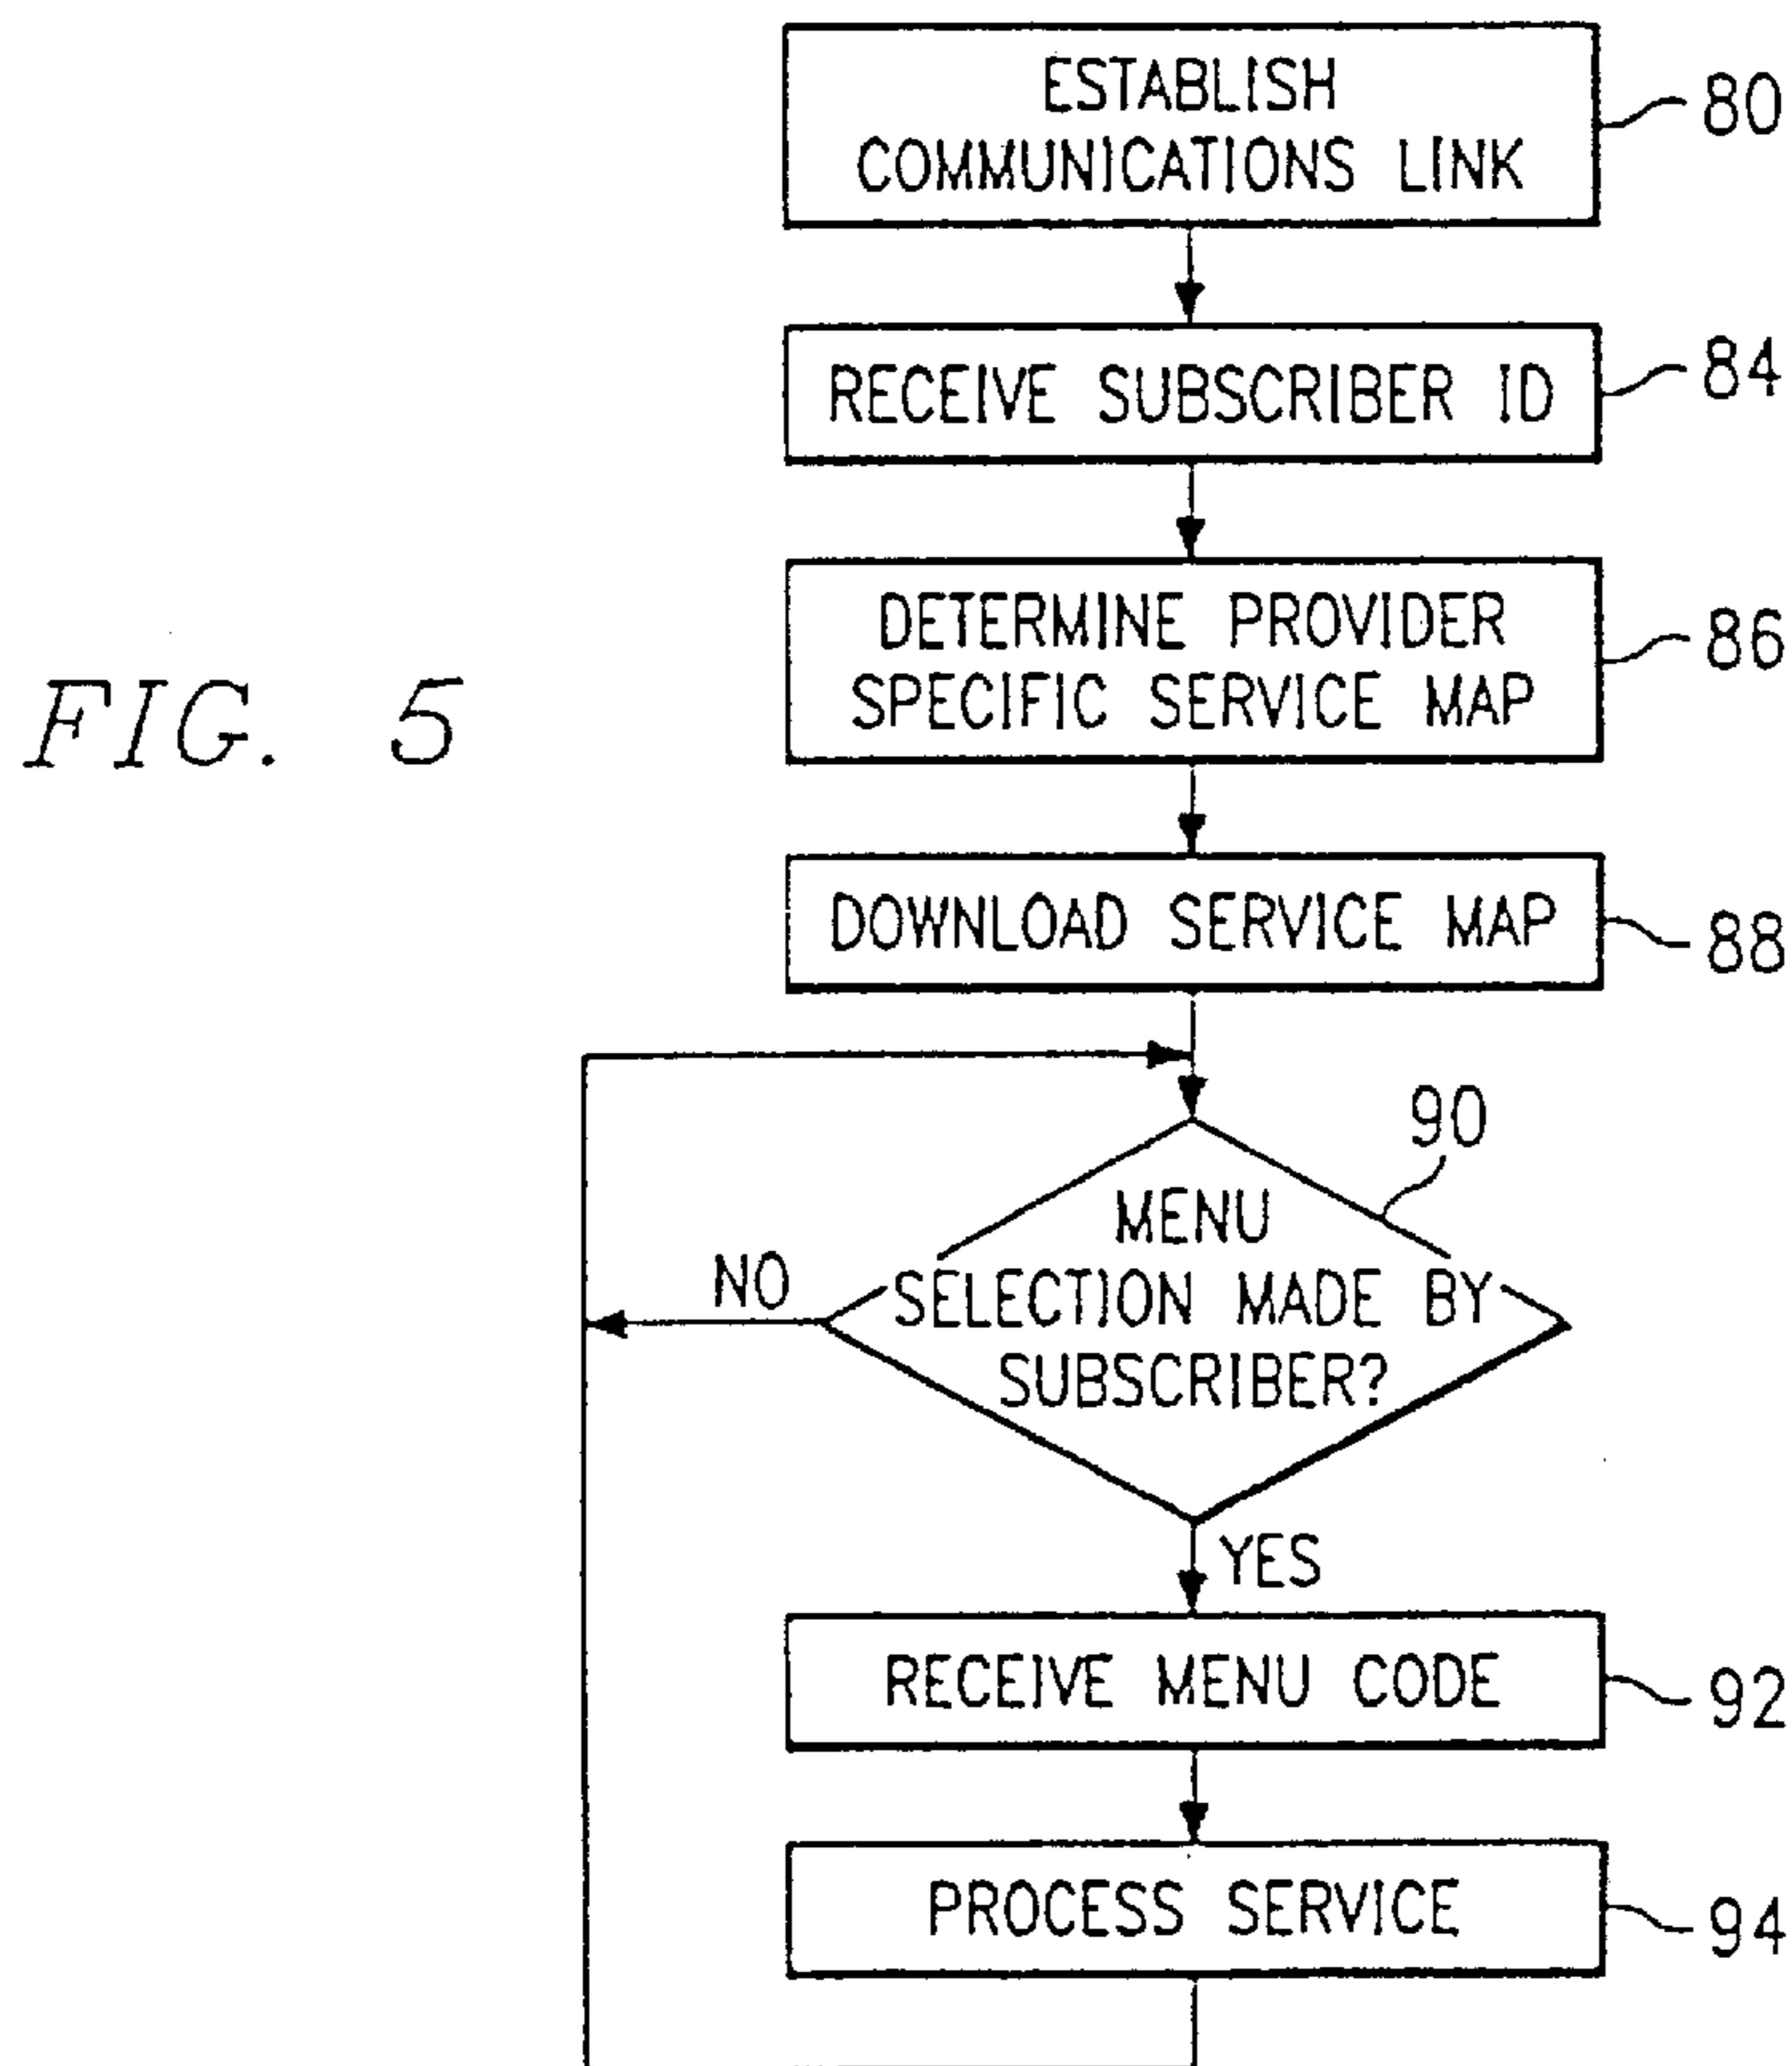 ESTABLISH
COMMUNICATIONS LINK
80
RECEIVE SUBSCRIBER ID
84
DETERMINE PROVIDER
SPECIFIC SERVICE MAP
86
FIG. 5
DOWNLOAD SERVICE MAP
88
90
MENU
SELECTION MADE BY
SUBSCRIBER?
NO
YES
RECEIVE MENU CODE
92
PROCESS SERVICE
94